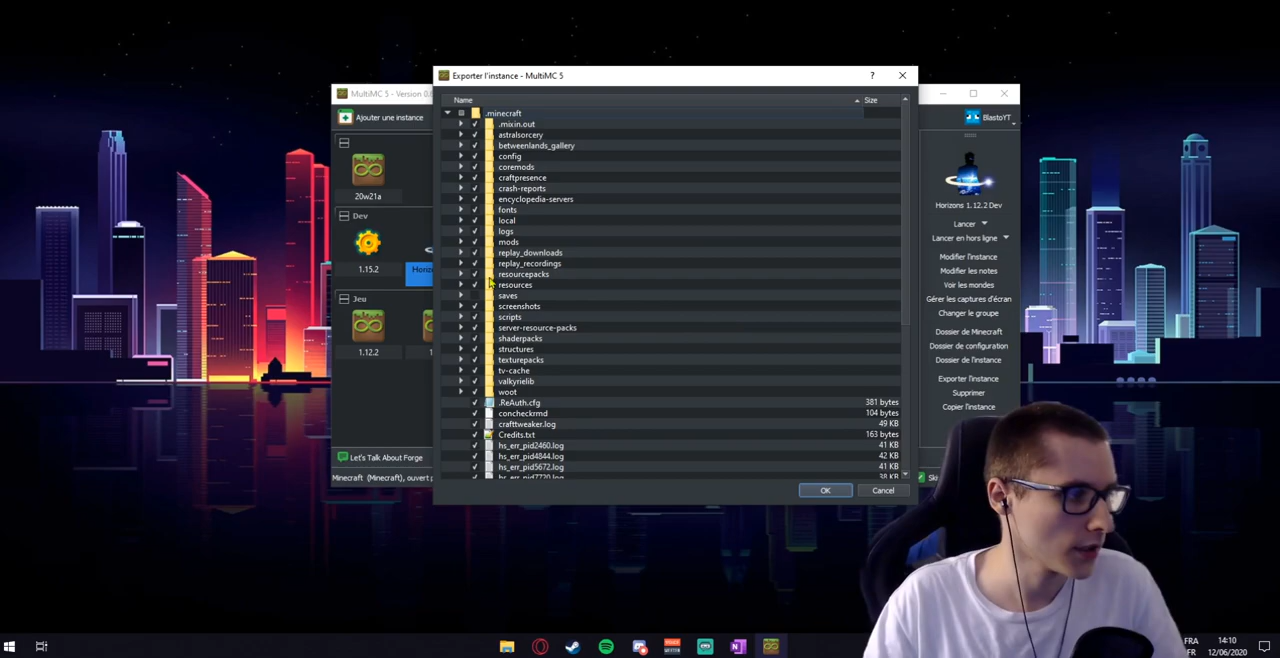 Exporter l'instance - MultiMC 5
?
MultiMC 5 - Version 0.6
Name
Size
Ajouter une instance
BlastoYT
.minecraft
.mixin.out
astralsorcery
betweenlands_gallery
config
coremods
craftpresence
crash-reports
encyclopedia-servers
fonts
local
logs
mods
replay_downloads
replay_recordings
resourcepacks
resources
saves
screenshots
scripts
server-resource-packs
shaderpacks
structures
texturepacks
tv-cache
valkyrielib
woot
.ReAuth.cfg 381 bytes
concheckrmd 104 bytes
crafttweaker.log 49 KB
Credits.txt 163 bytes
hs_err_pid2460.log 41 KB
hs_err_pid4844.log 42 KB
hs_err_pid5672.log 41 KB
hs_err_pid7720.log 38 KB
OK
Cancel
20w21a
Dev
1.15.2
Horiz
Jeu
1.12.2
1
Let's Talk About Forge
Minecraft (Minecraft), ouvert
Horizons 1.12.2 Dev
Lancer
Lancer en hors ligne
Modifier l'instance
Modifier les notes
Voir les mondes
Gérer les captures d'écran
Changer le groupe
Dossier de Minecraft
Dossier de configuration
Dossier de l'instance
Exporter l'instance
Supprimer
Copier l'instance
FRA
FR
14:10
12/06/2020